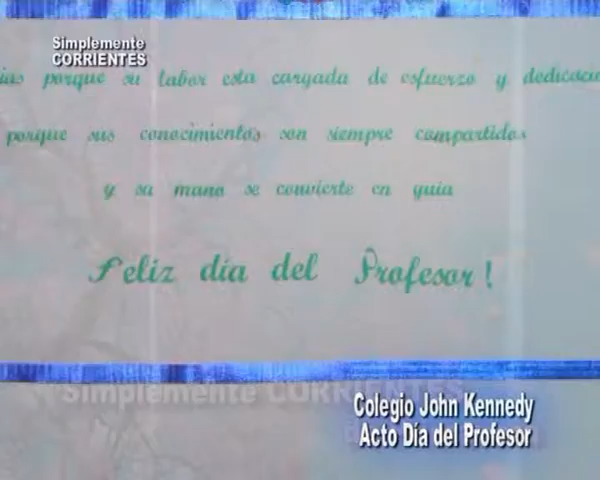 Simplemente
CORRIENTES
porque su labor esta cargada de esfuerzo y
porque sus conocimientos son siempre compartidos
y su mano se convierte en guia
Feliz día del Profesor!
Simplemente CORRIENTES
Colegio John Kennedy
Acto Día del Profesor